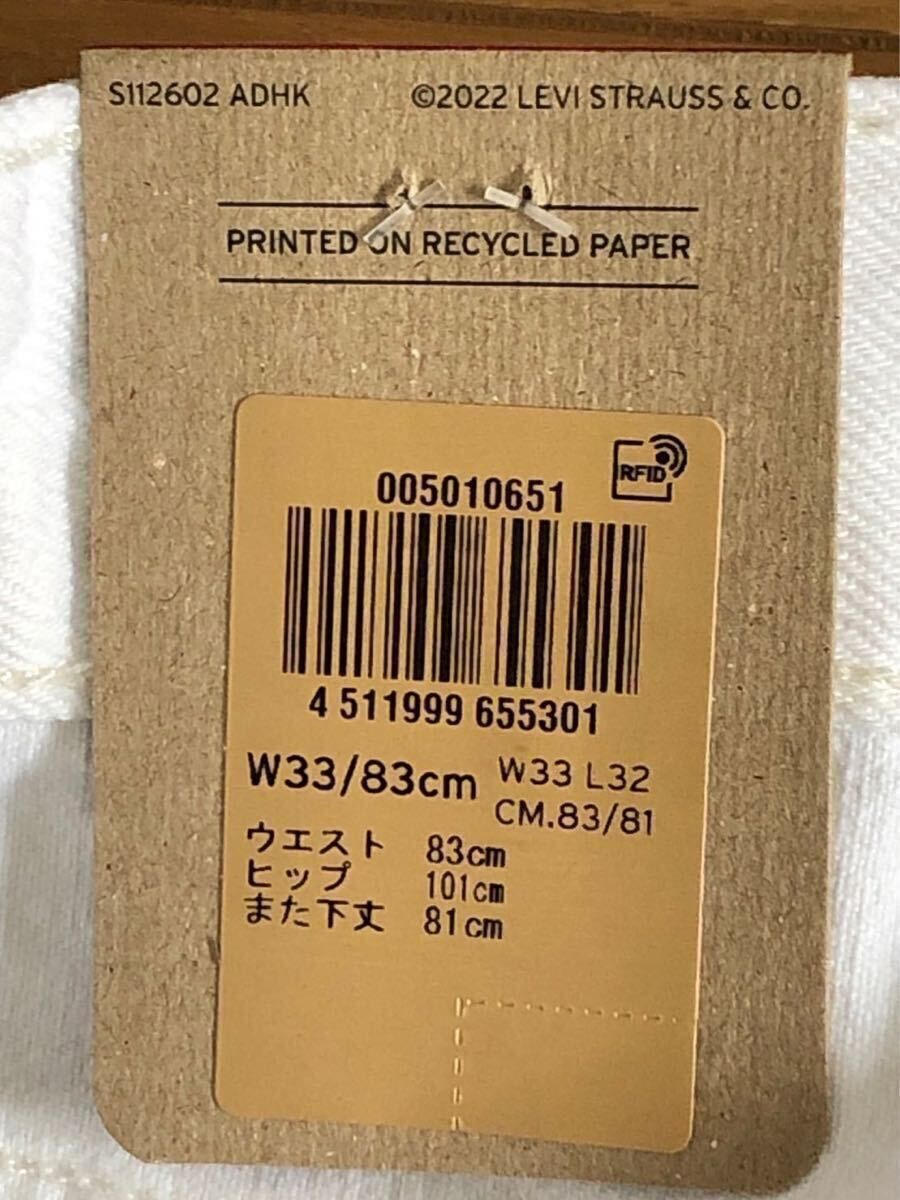 S112602 ADHK ©2022 LEVI STRAUSS & CO.
PRINTED ON RECYCLED PAPER
RFID
005010651
4 511999 655301
W33/83cm W33 L32
CM.83/81
ウエスト 83cm
ヒップ 101cm
また下丈 81cm